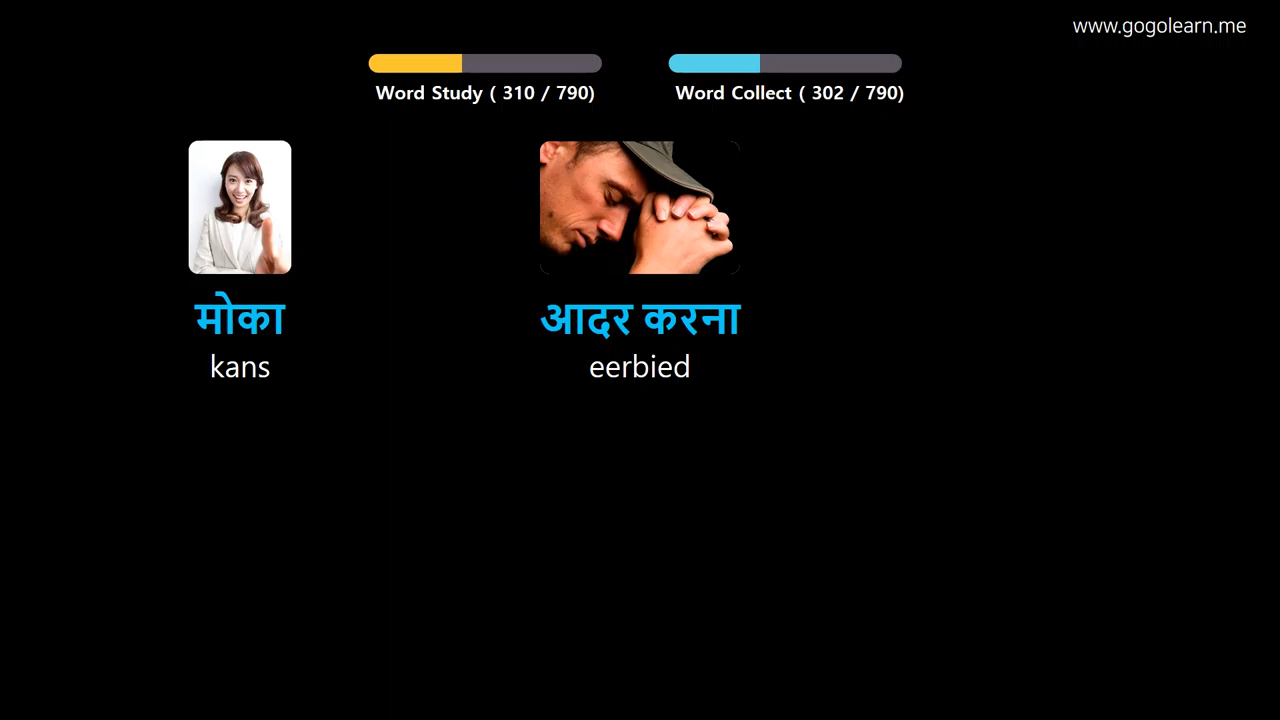 www.gogolearn.me
Word Study ( 310 / 790)
Word Collect ( 302 / 790)
मोका
kans
आदर करना
eerbied